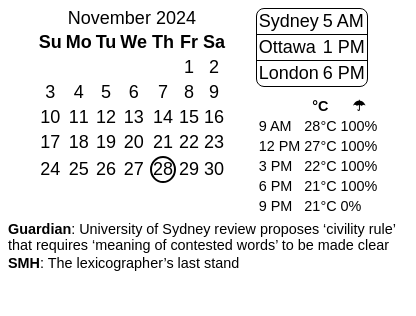 November 2024
Su Mo Tu We Th Fr Sa
1 2
3 4 5 6 7 8 9
10 11 12 13 14 15 16
17 18 19 20 21 22 23
24 25 26 27 28 29 30
Sydney 5 AM
Ottawa 1 PM
London 6 PM
°C ☂
9 AM 28°C 100%
12 PM 27°C 100%
3 PM 22°C 100%
6 PM 21°C 100%
9 PM 21°C 0%
Guardian: University of Sydney review proposes ‘civility rule’
that requires ‘meaning of contested words’ to be made clear
SMH: The lexicographer’s last stand